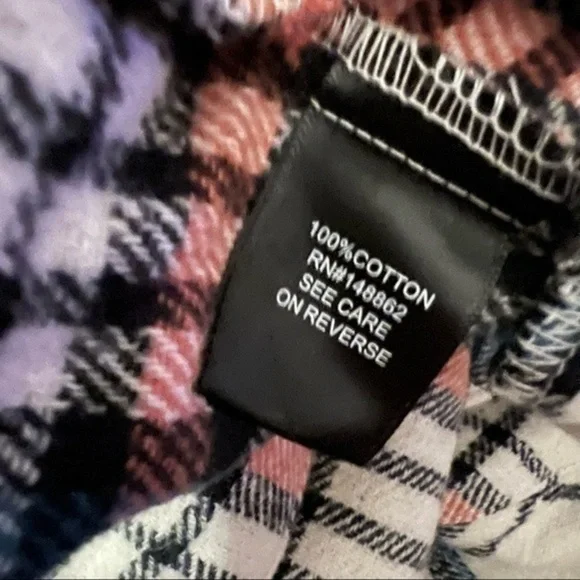 100%COTTON
RN#148862
SEE CARE
ON REVERSE